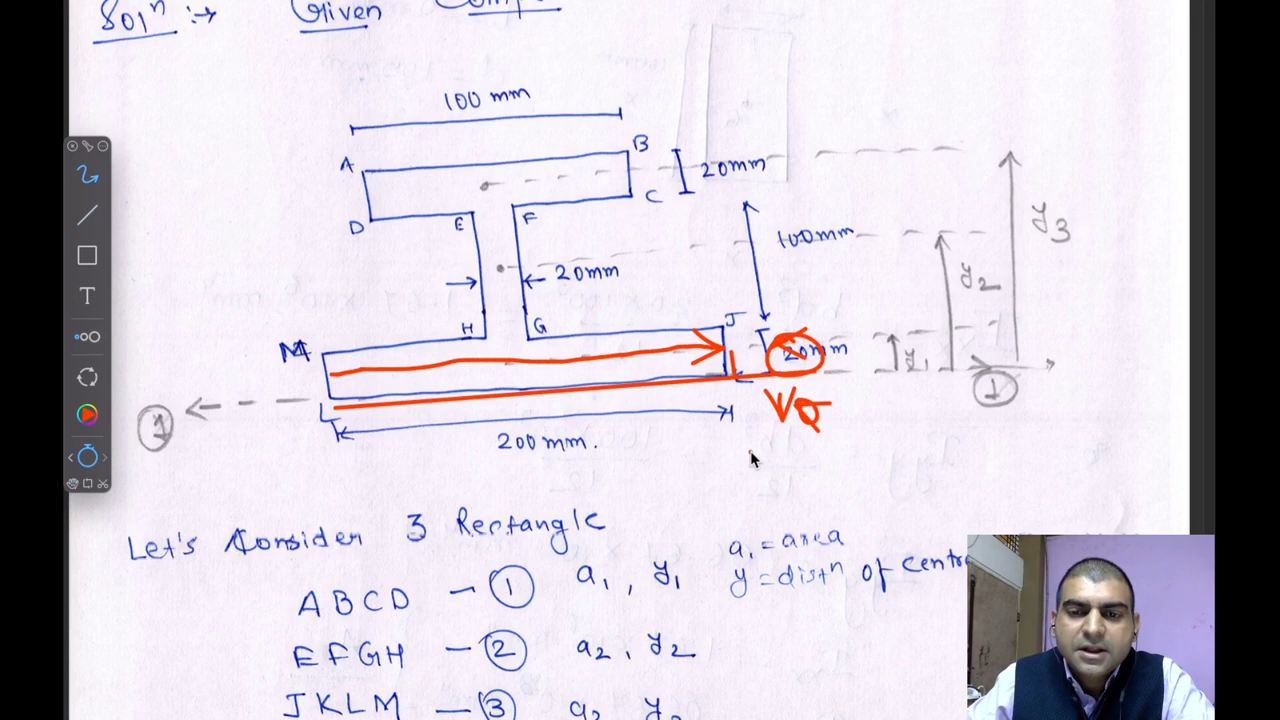 Solⁿ :→ Given
100 mm
A B
20mm
D E F C
100mm
y3
y2
→ ← 20mm
H G J
M
20mm y1
L
1 1
200 mm.
Let's Consider 3 Rectangle
a1 = area
ABCD — 1 a1, y1 y = distⁿ of centro
EFGH — 2 a2, y2
JKLM — 3
T